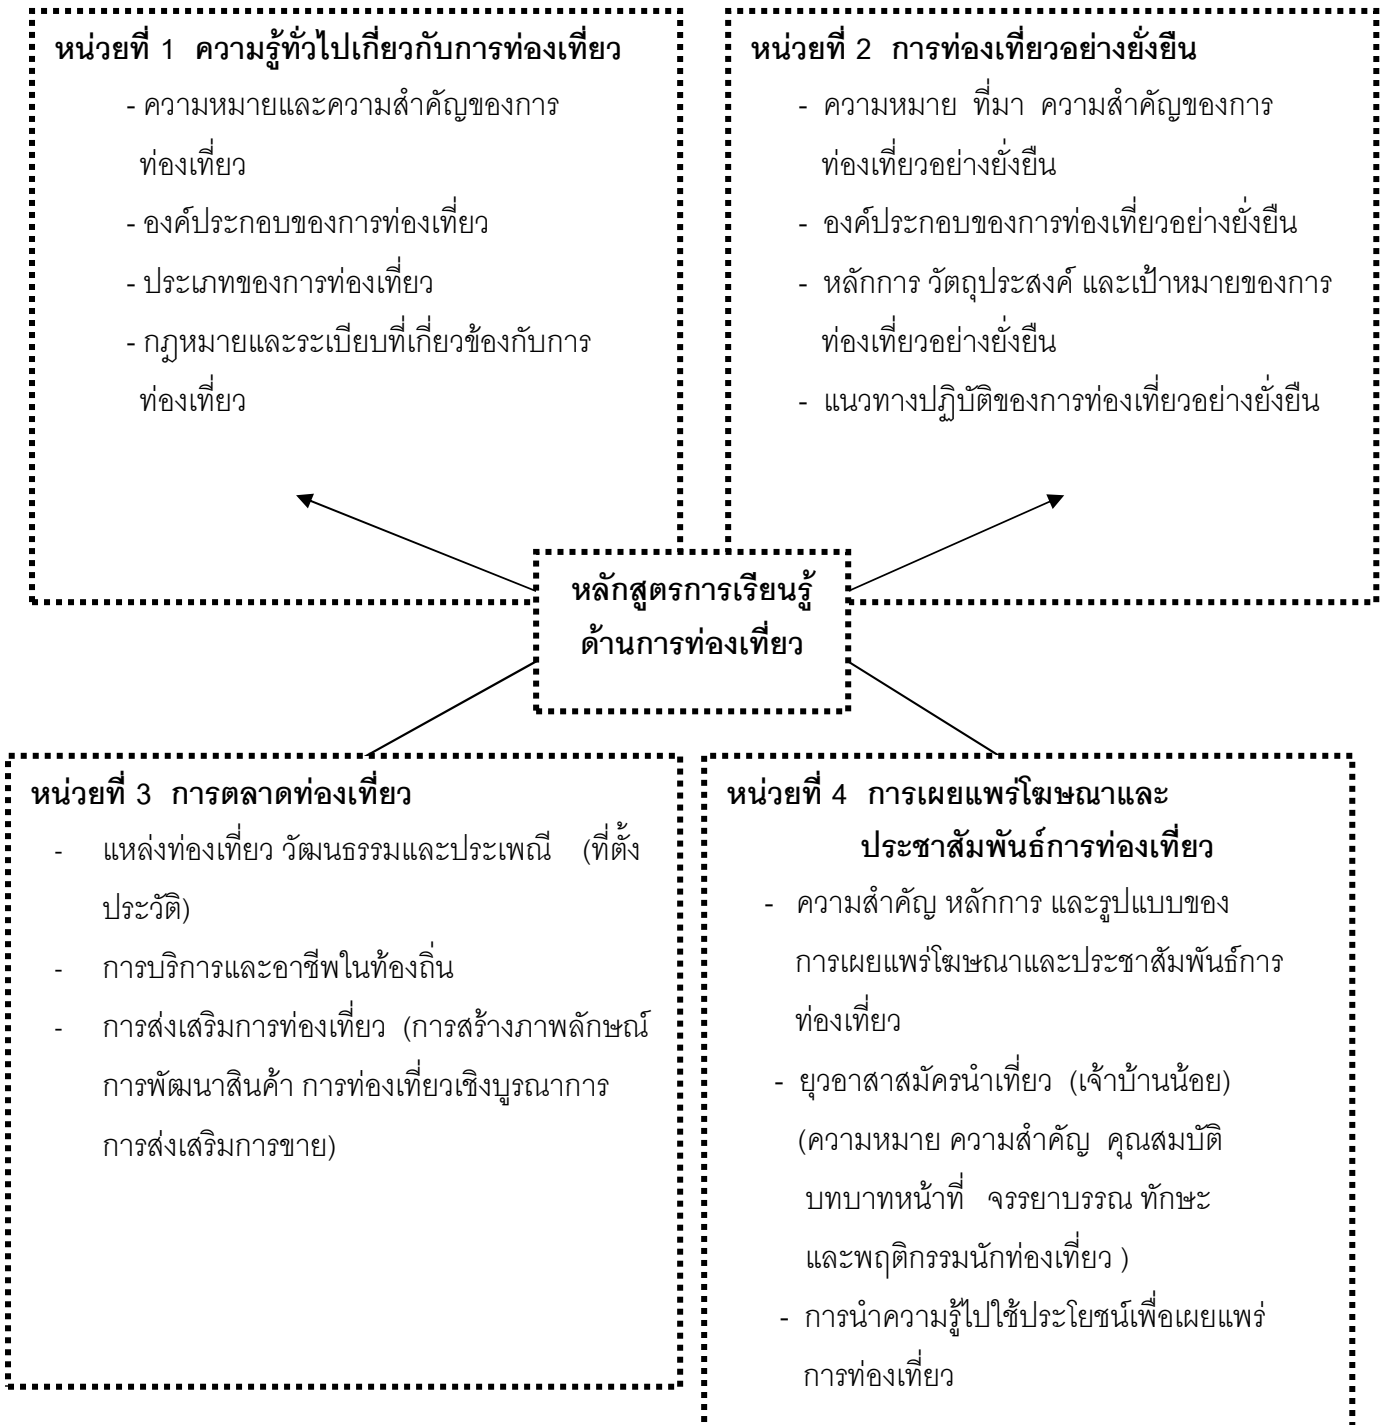 หน่วยที่ 1  ความรู้ทั่วไปเกี่ยวกับการท่องเที่ยว
- ความหมายและความสำคัญของการ
ท่องเที่ยว
- องค์ประกอบของการท่องเที่ยว
- ประเภทของการท่องเที่ยว
- กฎหมายและระเบียบที่เกี่ยวข้องกับการ
ท่องเที่ยว
หน่วยที่ 2  การท่องเที่ยวอย่างยั่งยืน
- ความหมาย  ที่มา  ความสำคัญของการ
ท่องเที่ยวอย่างยั่งยืน
- องค์ประกอบของการท่องเที่ยวอย่างยั่งยืน
- หลักการ วัตถุประสงค์ และเป้าหมายของการ
ท่องเที่ยวอย่างยั่งยืน
- แนวทางปฏิบัติของการท่องเที่ยวอย่างยั่งยืน
หลักสูตรการเรียนรู้
ด้านการท่องเที่ยว
หน่วยที่ 3  การตลาดท่องเที่ยว
- แหล่งท่องเที่ยว วัฒนธรรมและประเพณี (ที่ตั้ง
ประวัติ)
- การบริการและอาชีพในท้องถิ่น
- การส่งเสริมการท่องเที่ยว (การสร้างภาพลักษณ์
การพัฒนาสินค้า การท่องเที่ยวเชิงบูรณาการ
การส่งเสริมการขาย)
หน่วยที่ 4  การเผยแพร่โฆษณาและ
ประชาสัมพันธ์การท่องเที่ยว
- ความสำคัญ หลักการ และรูปแบบของ
การเผยแพร่โฆษณาและประชาสัมพันธ์การ
ท่องเที่ยว
- ยุวอาสาสมัครนำเที่ยว (เจ้าบ้านน้อย)
(ความหมาย ความสำคัญ คุณสมบัติ
บทบาทหน้าที่ จรรยาบรรณ ทักษะ
และพฤติกรรมนักท่องเที่ยว )
- การนำความรู้ไปใช้ประโยชน์เพื่อเผยแพร่
การท่องเที่ยว